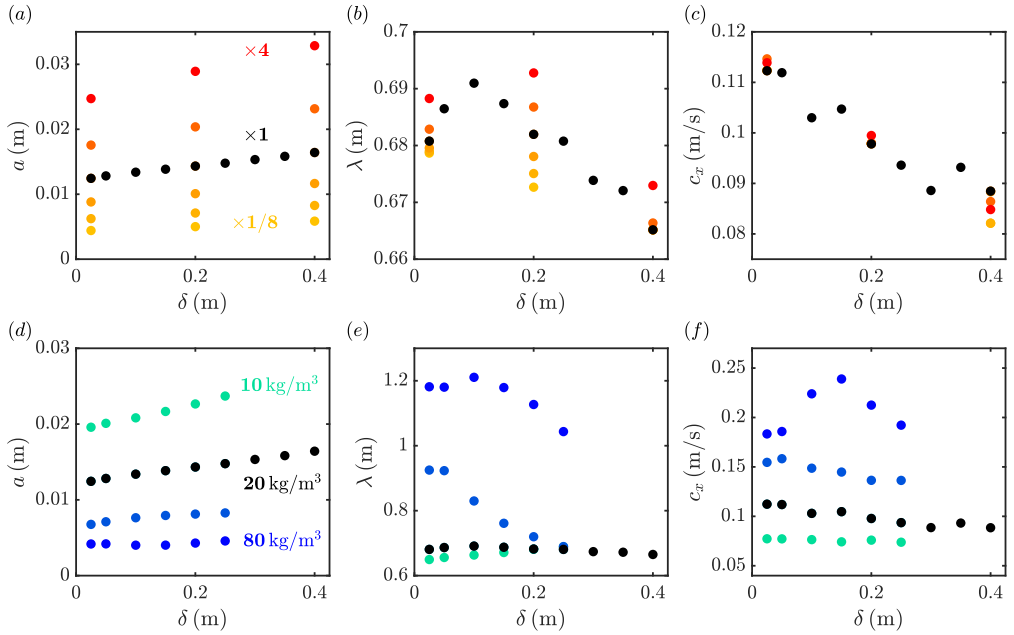 (a)
(b)
(c)
0.03
0.02
0.01
0
a (m)
×4
×1
×1/8
0
0.2
0.4
δ (m)
0.7
0.69
0.68
0.67
0.66
λ (m)
0
0.2
0.4
δ (m)
0.12
0.11
0.1
0.09
0.08
cₓ (m/s)
0
0.2
0.4
δ (m)
(d)
(e)
(f)
0.03
0.02
0.01
0
a (m)
10 kg/m³
20 kg/m³
80 kg/m³
0
0.2
0.4
δ (m)
1.2
1
0.8
0.6
λ (m)
0
0.2
0.4
δ (m)
0.25
0.2
0.15
0.1
0.05
cₓ (m/s)
0
0.2
0.4
δ (m)